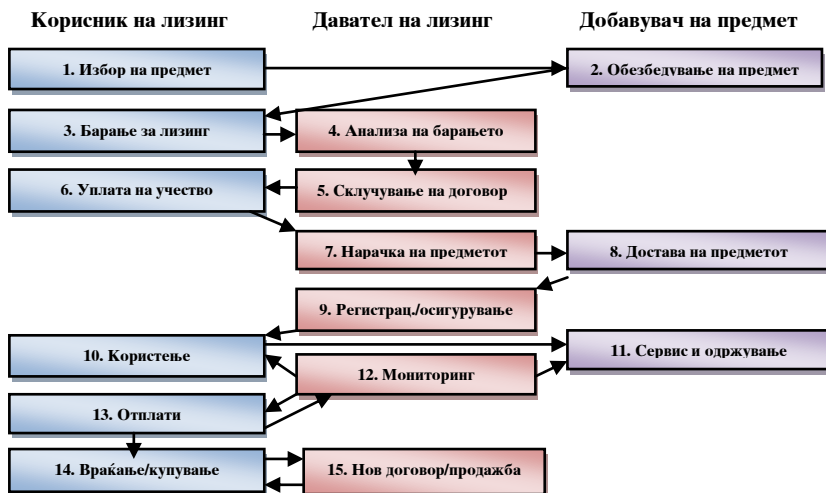 Корисник на лизинг
Давател на лизинг
Добавувач на предмет
1. Избор на предмет
2. Обезбедување на предмет
3. Барање за лизинг
4. Анализа на барањето
6. Уплата на учество
5. Склучување на договор
7. Нарачка на предметот
8. Достава на предметот
9. Регистрац./осигурување
10. Користење
11. Сервис и одржување
12. Мониторинг
13. Отплати
14. Враќање/купување
15. Нов договор/продажба